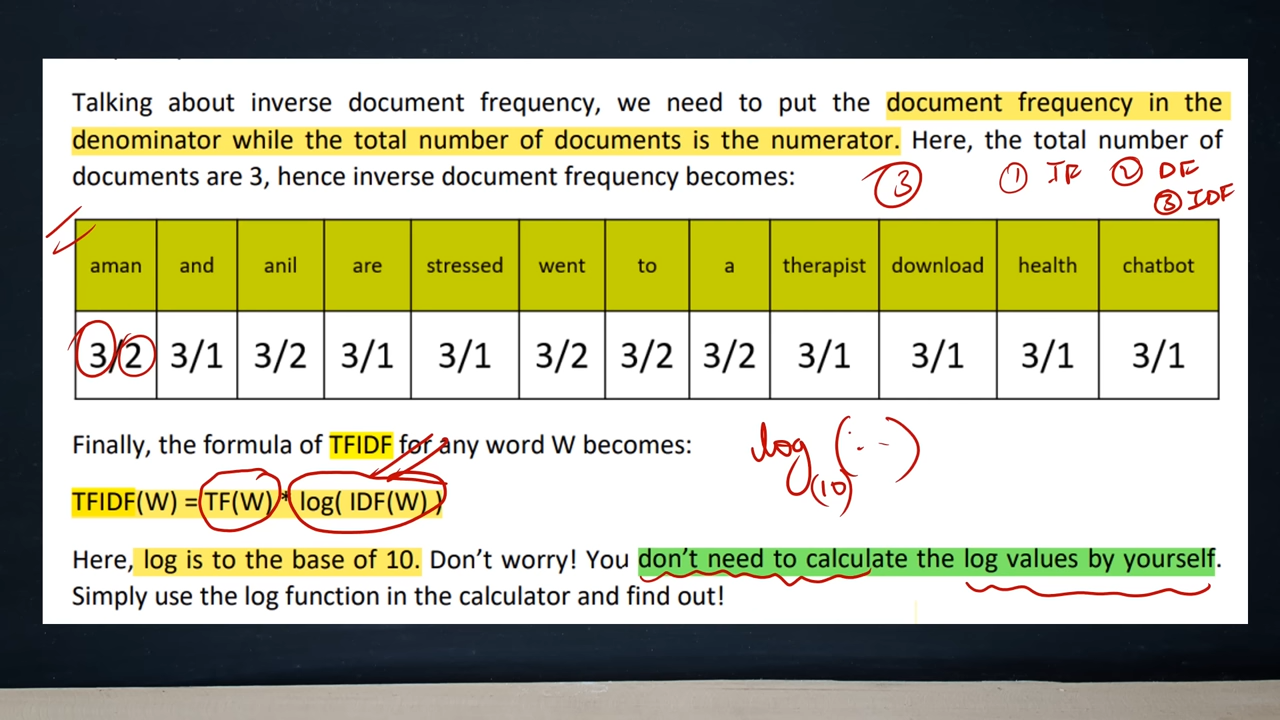 Talking about inverse document frequency, we need to put the document frequency in the
denominator while the total number of documents is the numerator. Here, the total number of
documents are 3, hence inverse document frequency becomes:
3 1 TF 2 DF
3 IDF
aman and anil are stressed went to a therapist download health chatbot
3/2 3/1 3/2 3/1 3/1 3/2 3/2 3/2 3/1 3/1 3/1 3/1
Finally, the formula of TFIDF for any word W becomes:
log (10)
TFIDF(W) = TF(W) * log( IDF(W) )
Here, log is to the base of 10. Don’t worry! You don’t need to calculate the log values by yourself.
Simply use the log function in the calculator and find out!